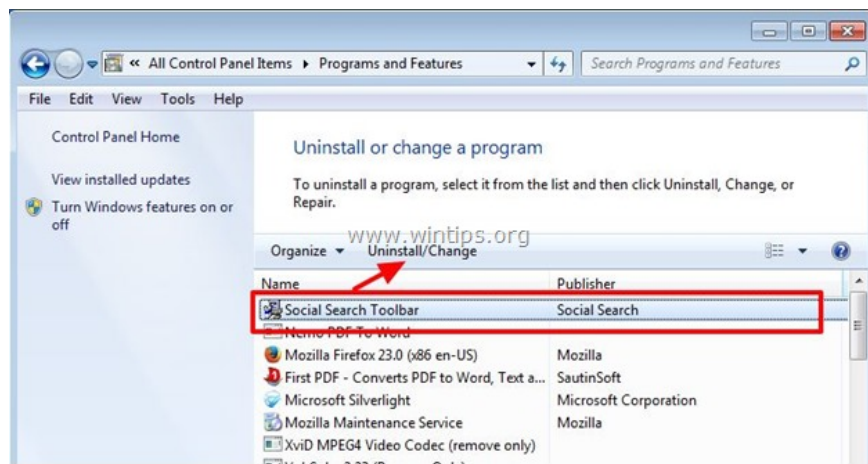 « All Control Panel Items ▸ Programs and Features
Search Programs and Features
File Edit View Tools Help
Control Panel Home
View installed updates
Turn Windows features on or
off
Uninstall or change a program
To uninstall a program, select it from the list and then click Uninstall, Change, or
Repair.
www.wintips.org
Organize Uninstall/Change
Name Publisher
Social Search Toolbar Social Search
Nemo PDF To Word
Mozilla Firefox 23.0 (x86 en-US) Mozilla
First PDF - Converts PDF to Word, Text a... SautinSoft
Microsoft Silverlight Microsoft Corporation
Mozilla Maintenance Service Mozilla
XviD MPEG4 Video Codec (remove only)